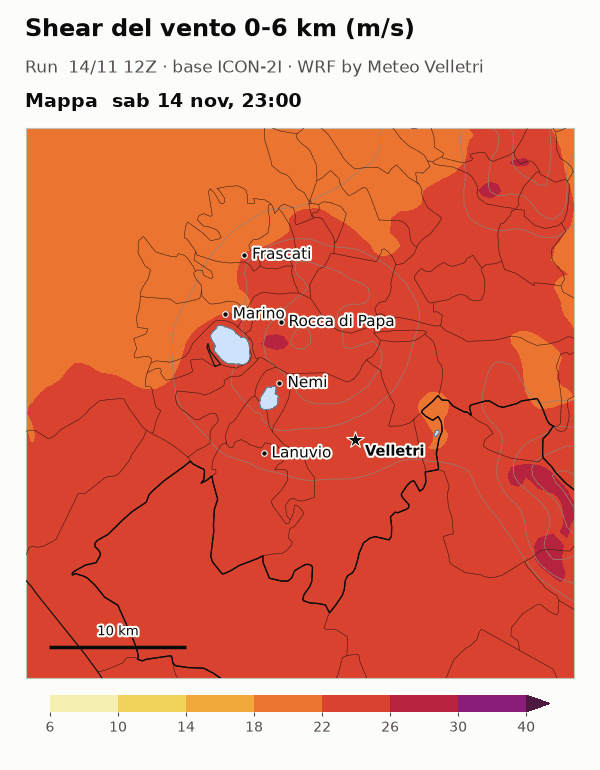 Shear del vento 0-6 km (m/s)
Run  14/11 12Z · base ICON-2I · WRF by Meteo Velletri
Mappa  sab 14 nov, 23:00
Frascati
Marino
Rocca di Papa
Nemi
Velletri
Lanuvio
10 km
6 10 14 18 22 26 30 40